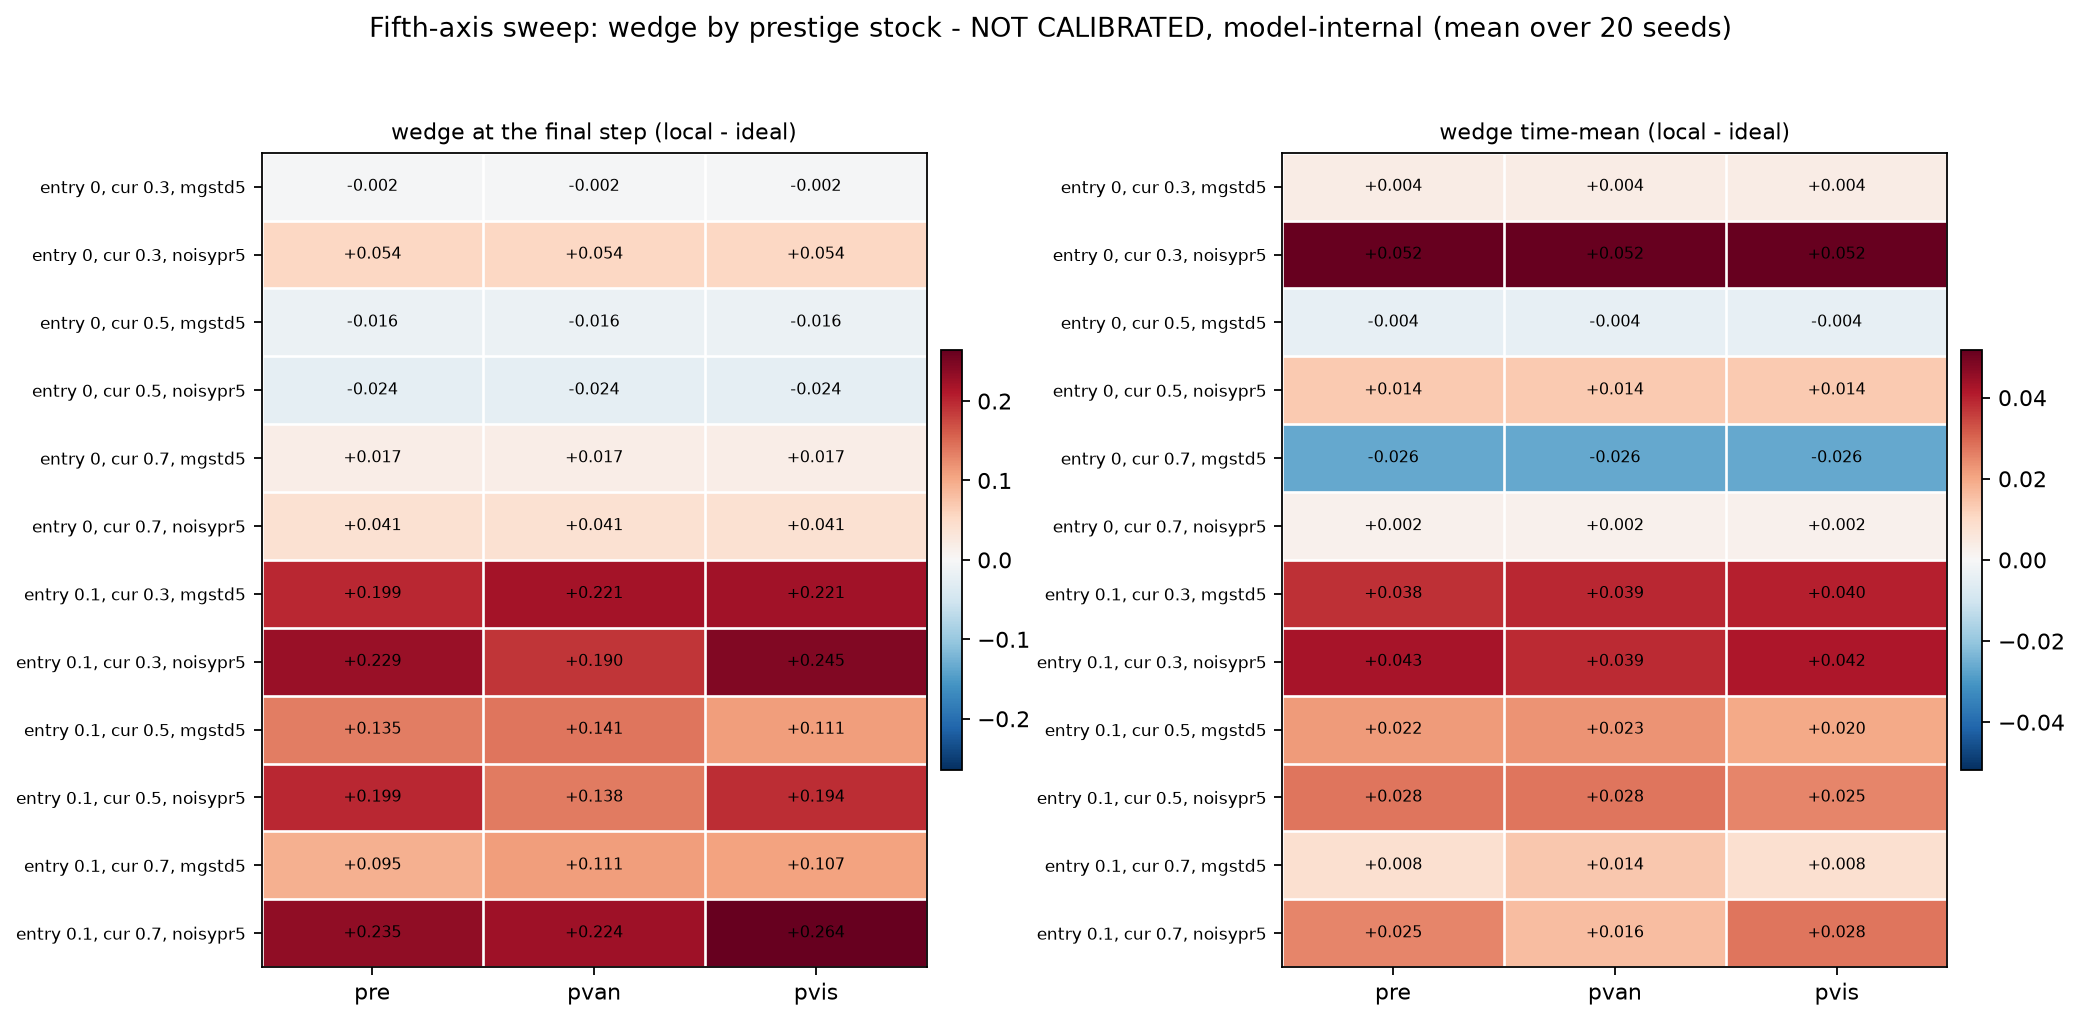 Fifth-axis sweep: wedge by prestige stock - NOT CALIBRATED, model-internal (mean over 20 seeds)
wedge at the final step (local - ideal)
entry 0, cur 0.3, mgstd5 -0.002 -0.002 -0.002
entry 0, cur 0.3, noisypr5 +0.054 +0.054 +0.054
entry 0, cur 0.5, mgstd5 -0.016 -0.016 -0.016
entry 0, cur 0.5, noisypr5 -0.024 -0.024 -0.024
entry 0, cur 0.7, mgstd5 +0.017 +0.017 +0.017
entry 0, cur 0.7, noisypr5 +0.041 +0.041 +0.041
entry 0.1, cur 0.3, mgstd5 +0.199 +0.221 +0.221
entry 0.1, cur 0.3, noisypr5 +0.229 +0.190 +0.245
entry 0.1, cur 0.5, mgstd5 +0.135 +0.141 +0.111
entry 0.1, cur 0.5, noisypr5 +0.199 +0.138 +0.194
entry 0.1, cur 0.7, mgstd5 +0.095 +0.111 +0.107
entry 0.1, cur 0.7, noisypr5 +0.235 +0.224 +0.264
pre pvan pvis
0.2
0.1
0.0
−0.1
−0.2
wedge time-mean (local - ideal)
entry 0, cur 0.3, mgstd5 +0.004 +0.004 +0.004
entry 0, cur 0.3, noisypr5 +0.052 +0.052 +0.052
entry 0, cur 0.5, mgstd5 -0.004 -0.004 -0.004
entry 0, cur 0.5, noisypr5 +0.014 +0.014 +0.014
entry 0, cur 0.7, mgstd5 -0.026 -0.026 -0.026
entry 0, cur 0.7, noisypr5 +0.002 +0.002 +0.002
entry 0.1, cur 0.3, mgstd5 +0.038 +0.039 +0.040
entry 0.1, cur 0.3, noisypr5 +0.043 +0.039 +0.042
entry 0.1, cur 0.5, mgstd5 +0.022 +0.023 +0.020
entry 0.1, cur 0.5, noisypr5 +0.028 +0.028 +0.025
entry 0.1, cur 0.7, mgstd5 +0.008 +0.014 +0.008
entry 0.1, cur 0.7, noisypr5 +0.025 +0.016 +0.028
pre pvan pvis
0.04
0.02
0.00
−0.02
−0.04